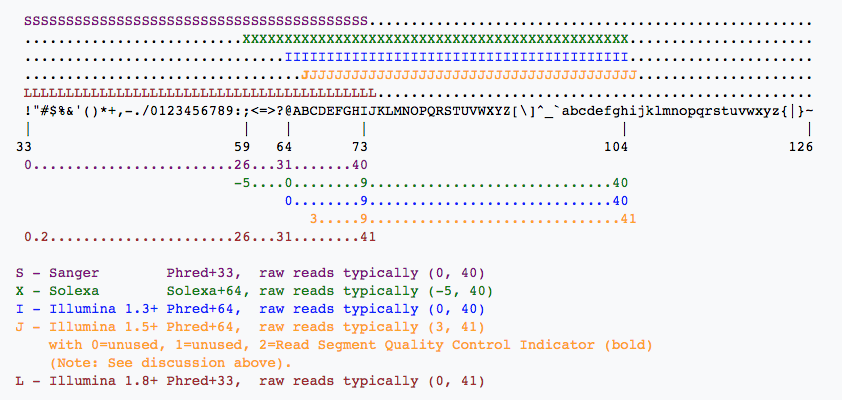 SSSSSSSSSSSSSSSSSSSSSSSSSSSSSSSSSSSSSSSSS.....................................................
..........................XXXXXXXXXXXXXXXXXXXXXXXXXXXXXXXXXXXXXXXXXXXXXX......................
...............................IIIIIIIIIIIIIIIIIIIIIIIIIIIIIIIIIIIIIIIII......................
.................................JJJJJJJJJJJJJJJJJJJJJJJJJJJJJJJJJJJJJJJJ.....................
LLLLLLLLLLLLLLLLLLLLLLLLLLLLLLLLLLLLLLLLLL....................................................
!"#$%&'()*+,-./0123456789:;<=>?@ABCDEFGHIJKLMNOPQRSTUVWXYZ[\]^_`abcdefghijklmnopqrstuvwxyz{|}~
| | | | | |
33 59 64 73 104 126
0........................26...31.......40
-5....0........9.............................40
0........9.............................40
3.....9..............................41
0.2......................26...31........41
S - Sanger Phred+33, raw reads typically (0, 40)
X - Solexa Solexa+64, raw reads typically (-5, 40)
I - Illumina 1.3+ Phred+64, raw reads typically (0, 40)
J - Illumina 1.5+ Phred+64, raw reads typically (3, 41)
with 0=unused, 1=unused, 2=Read Segment Quality Control Indicator (bold)
(Note: See discussion above).
L - Illumina 1.8+ Phred+33, raw reads typically (0, 41)